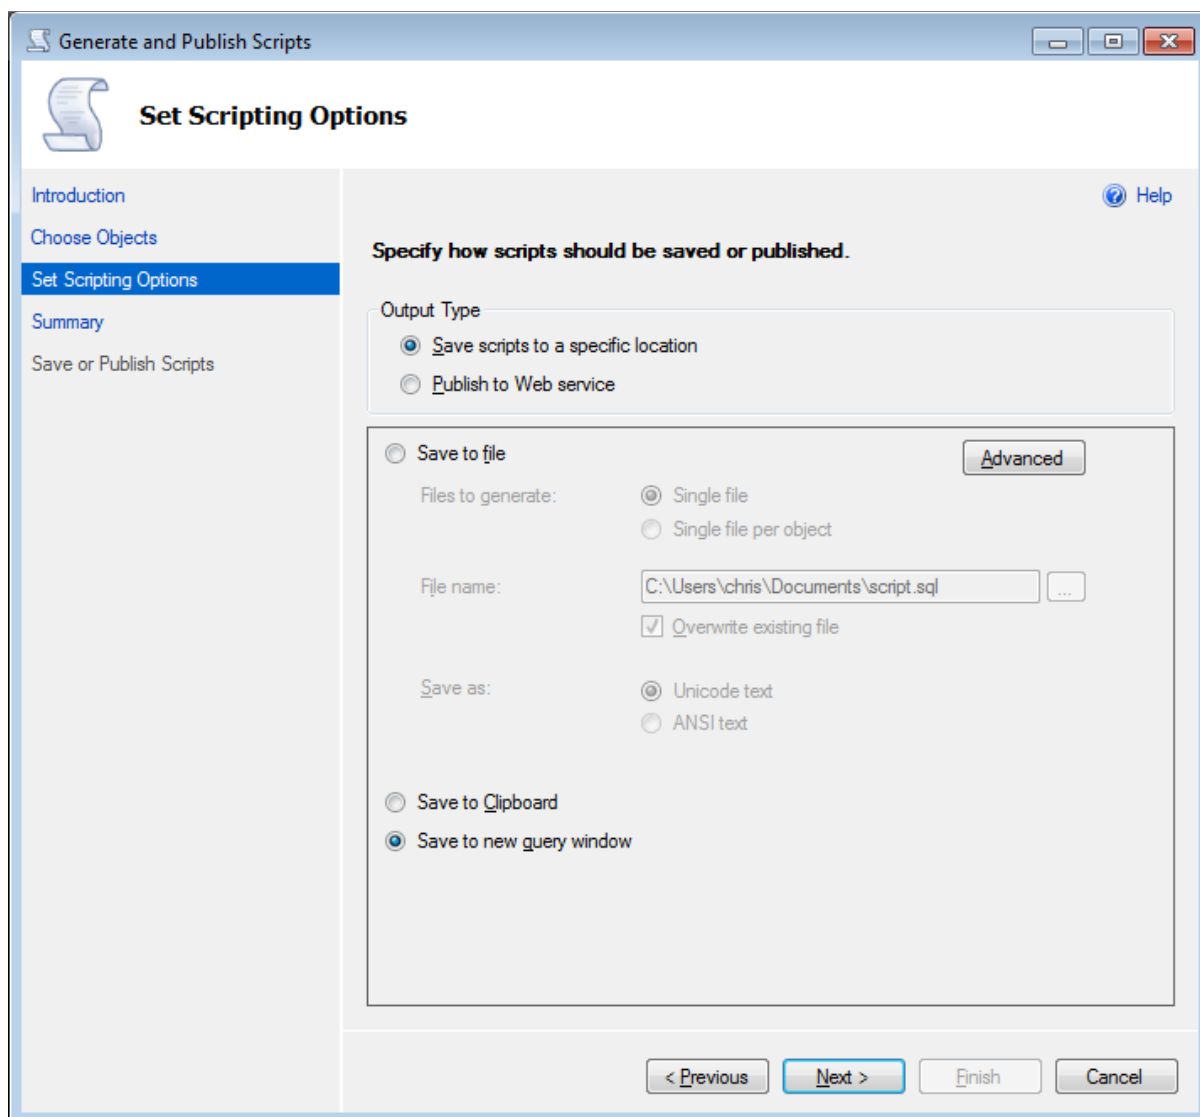 Generate and Publish Scripts
Set Scripting Options
Introduction
Choose Objects
Set Scripting Options
Summary
Save or Publish Scripts
Help
Specify how scripts should be saved or published.
Output Type
Save scripts to a specific location
Publish to Web service
Save to file
Advanced
Files to generate:
Single file
Single file per object
File name:
C:\Users\chris\Documents\script.sql
...
Overwrite existing file
Save as:
Unicode text
ANSI text
Save to Clipboard
Save to new query window
< Previous
Next >
Finish
Cancel